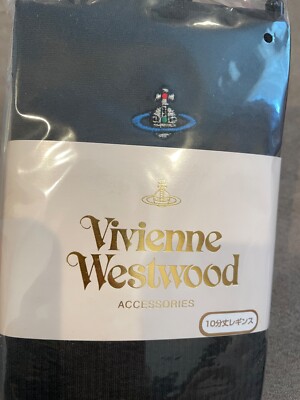 Vivienne
Westwood
ACCESSORIES
10分丈レギンス